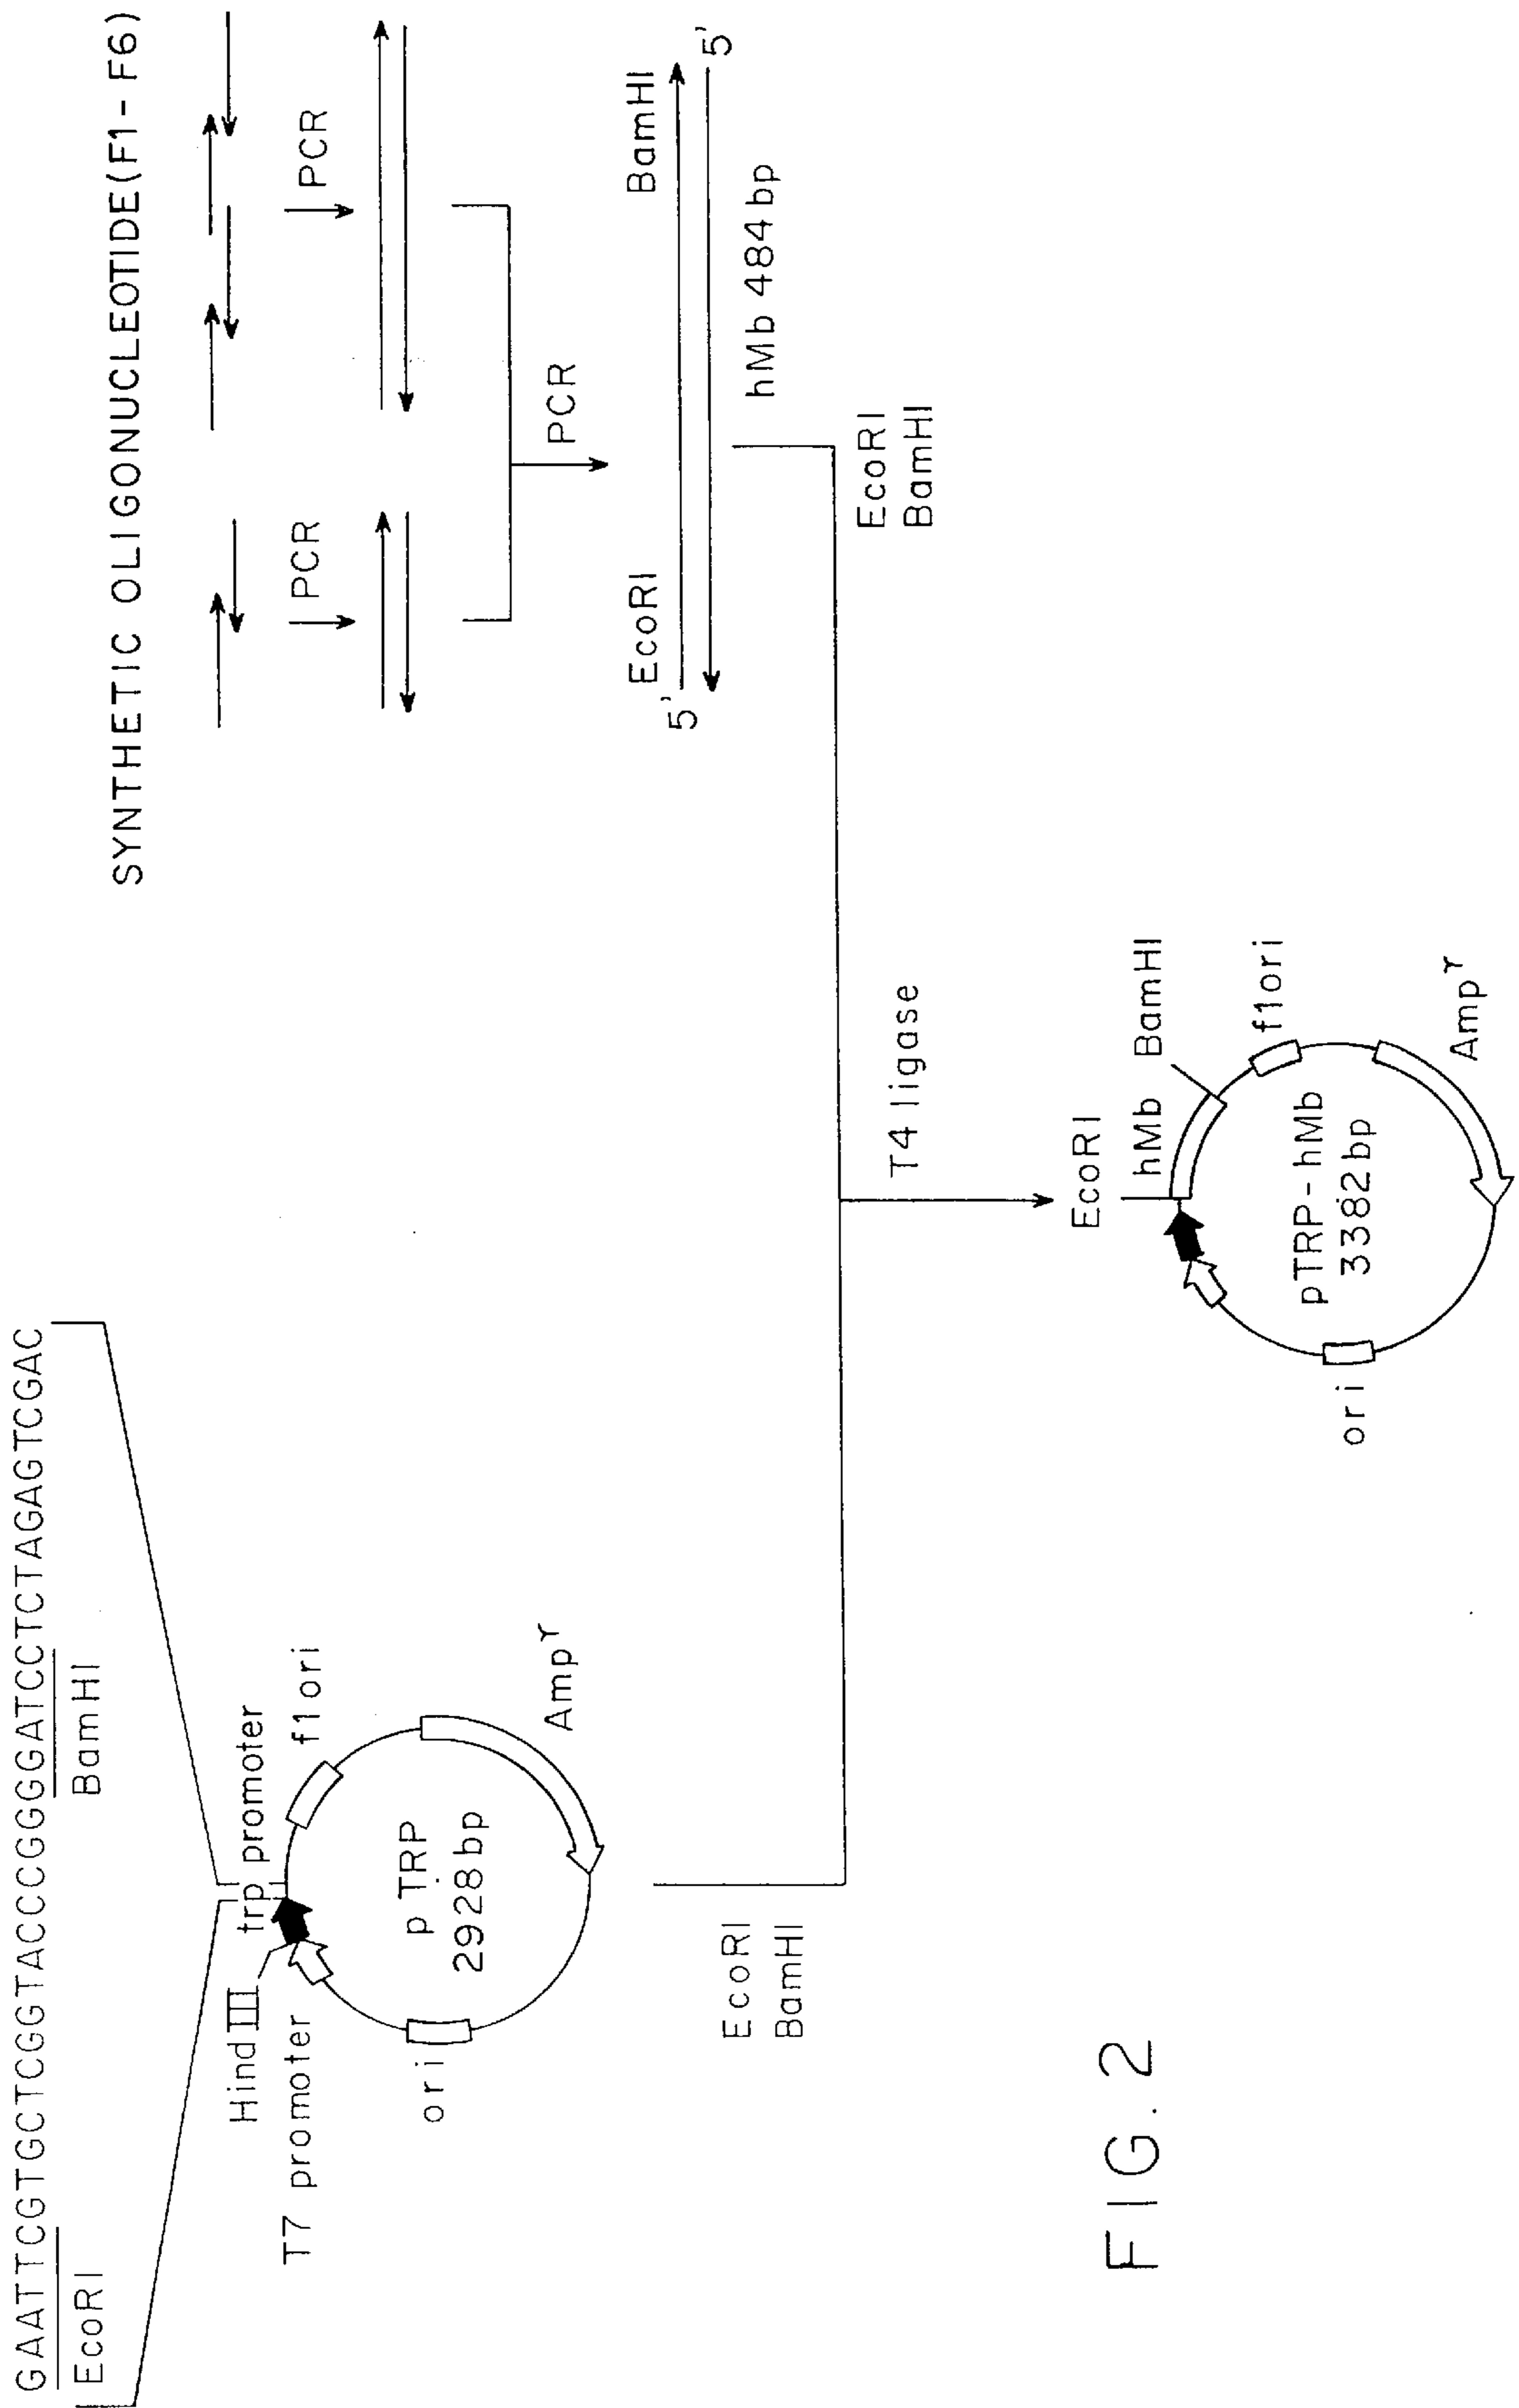 GAATTCGTGCTCGGTACCCGGGGATCCTCTAGAGTCGAC
EcoRI
BamHI
Hind III
trp promoter
T7 promoter
f1 ori
ori
pTRP
2928bp
Amp^r
EcoRI
BamHI
SYNTHETIC OLIGONUCLEOTIDE(F1-F6)
PCR
PCR
PCR
EcoRI
BamHI
5'
5'
hMb 484bp
EcoRI
BamHI
T4 ligase
EcoRI
hMb
BamHI
f1ori
pTRP-hMb
3382bp
Amp^r
ori
FIG. 2